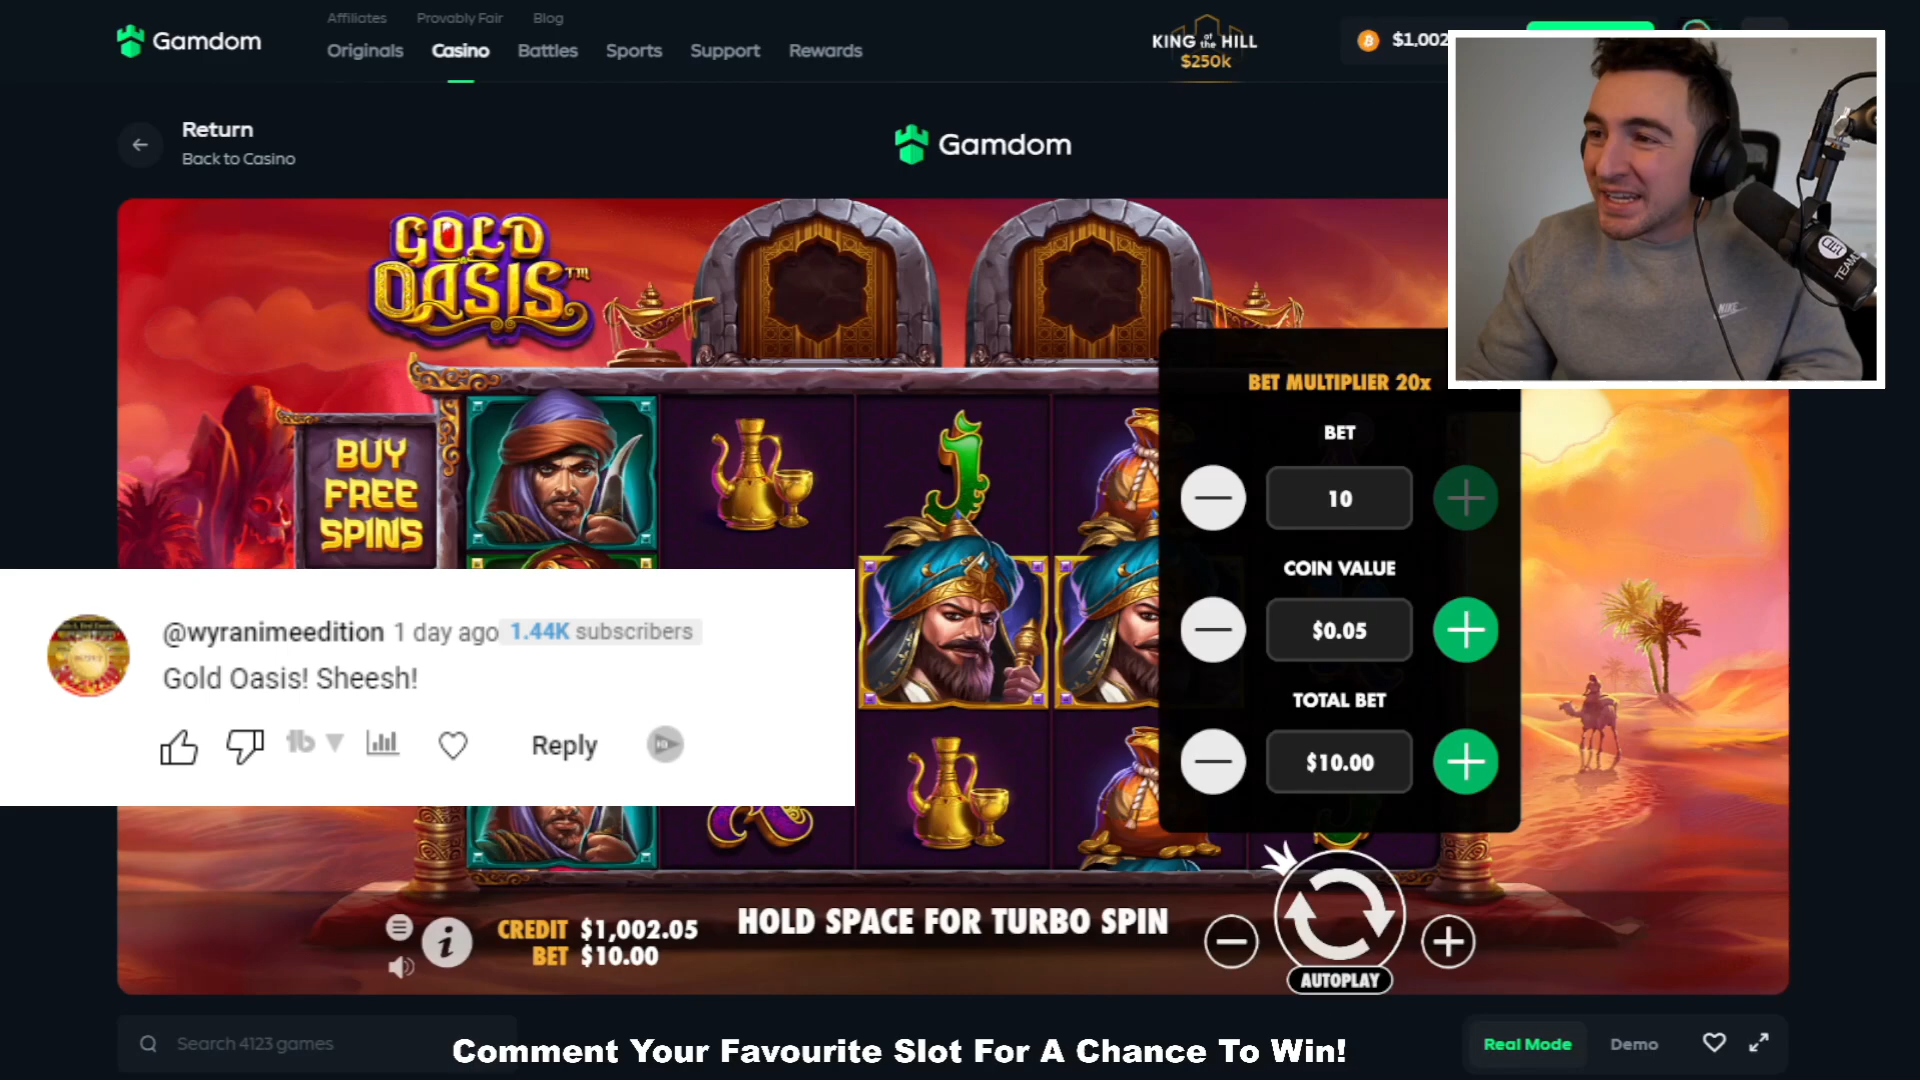 Affiliates Provably Fair Blog
Gamdom
Originals Casino Battles Sports Support Rewards
KING of the HILL
$250k
$1,002
Return
Back to Casino
Gamdom
GOLD
OASIS™
NIKE
TEAMS
BUY
FREE
SPINS
BET MULTIPLIER 20x
BET
10
COIN VALUE
$0.05
TOTAL BET
$10.00
J
@wyranimeedition 1 day ago 1.44K subscribers
Gold Oasis! Sheesh!
Reply
CREDIT $1,002.05
BET $10.00
HOLD SPACE FOR TURBO SPIN
AUTOPLAY
Search 4123 games
Comment Your Favourite Slot For A Chance To Win!
Real Mode Demo